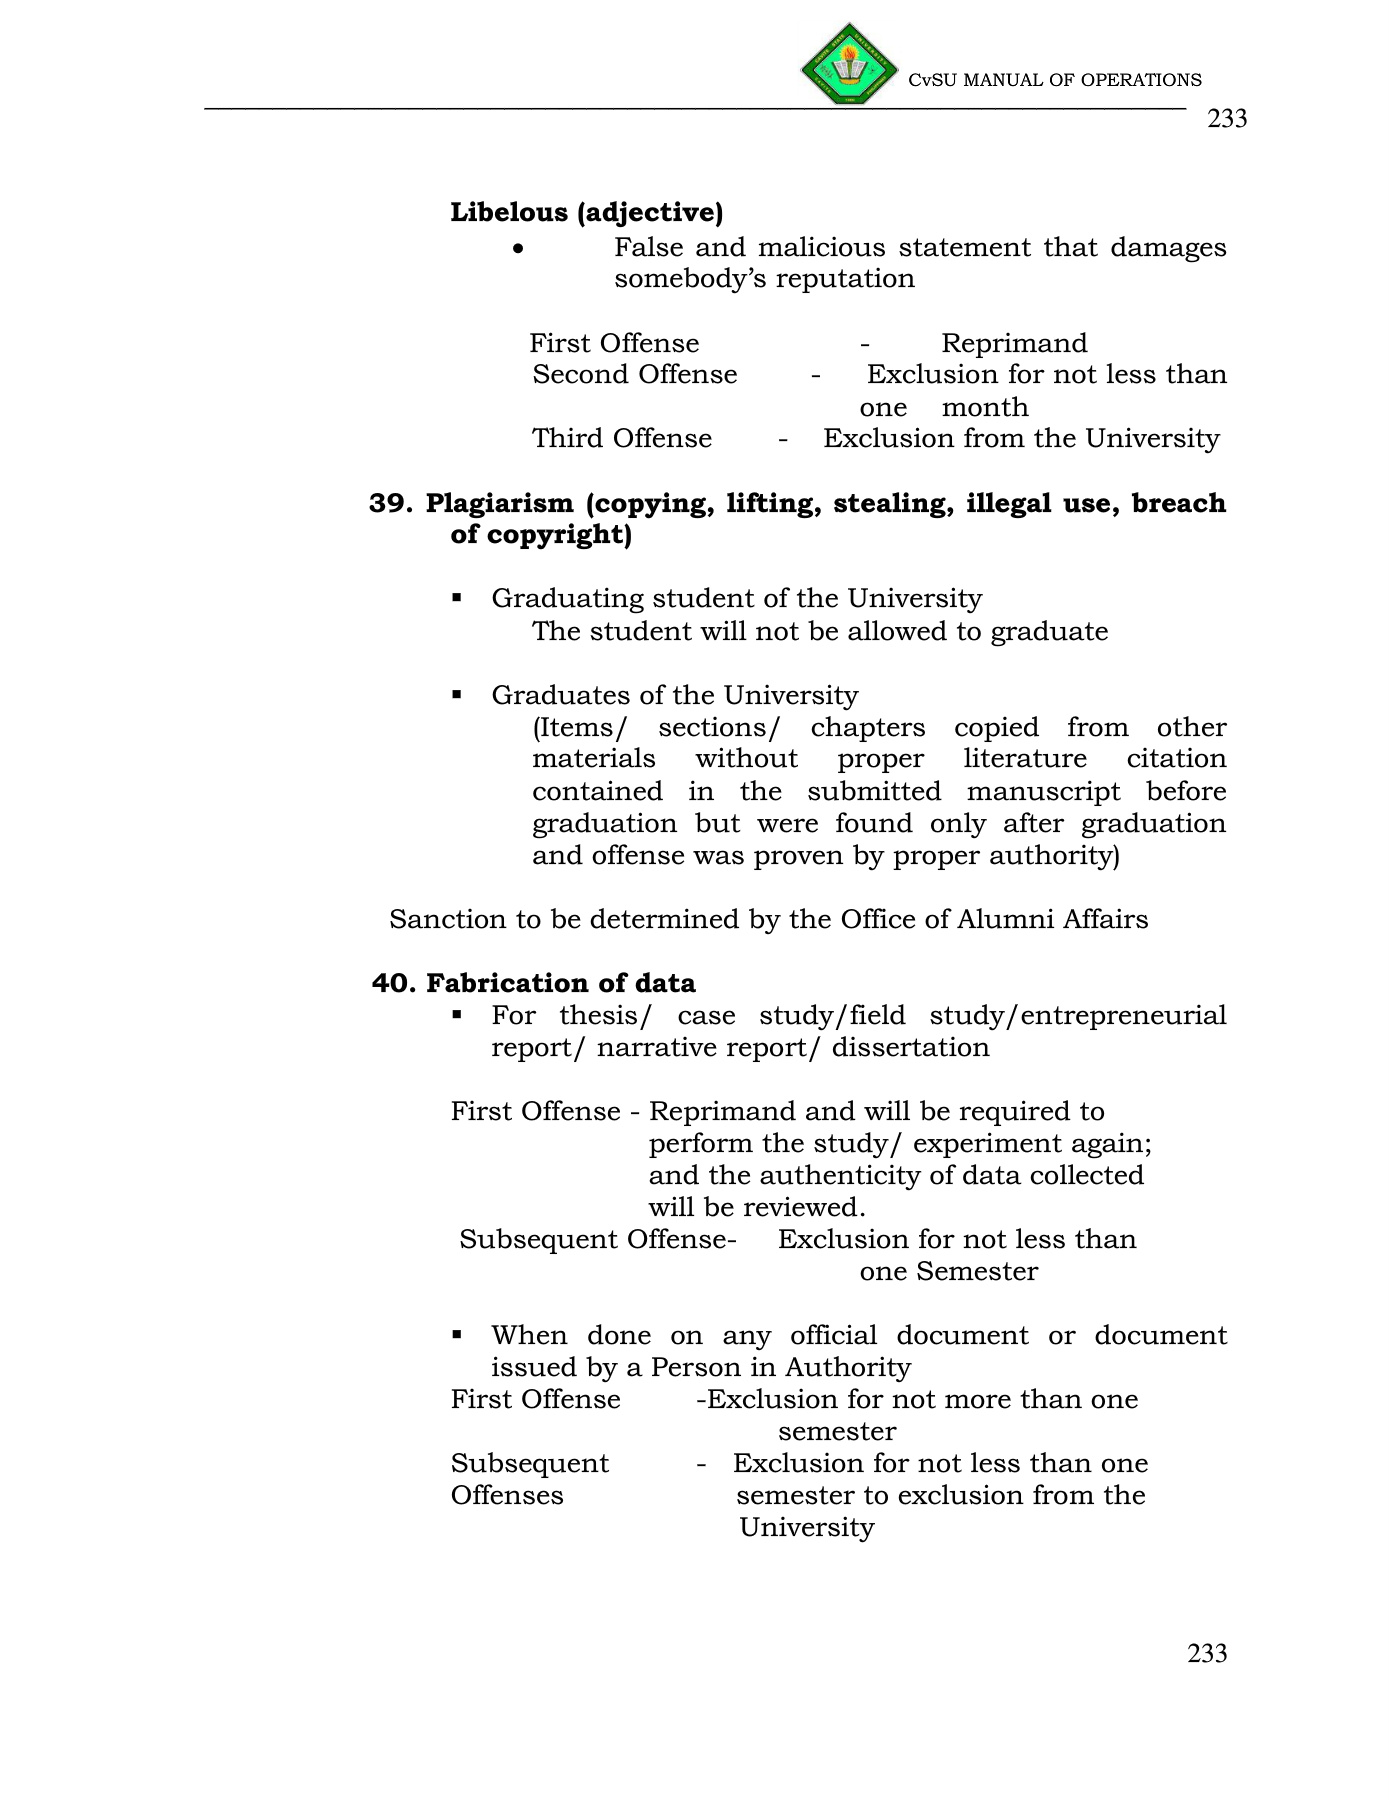 CvSU MANUAL OF OPERATIONS
233
Libelous (adjective)
• False and malicious statement that damages
somebody’s reputation
First Offense - Reprimand
Second Offense - Exclusion for not less than
one month
Third Offense - Exclusion from the University
39. Plagiarism (copying, lifting, stealing, illegal use, breach
of copyright)
▪ Graduating student of the University
The student will not be allowed to graduate
▪ Graduates of the University
(Items/ sections/ chapters copied from other
materials without proper literature citation
contained in the submitted manuscript before
graduation but were found only after graduation
and offense was proven by proper authority)
Sanction to be determined by the Office of Alumni Affairs
40. Fabrication of data
▪ For thesis/ case study/field study/entrepreneurial
report/ narrative report/ dissertation
First Offense - Reprimand and will be required to
perform the study/ experiment again;
and the authenticity of data collected
will be reviewed.
Subsequent Offense- Exclusion for not less than
one Semester
▪ When done on any official document or document
issued by a Person in Authority
First Offense -Exclusion for not more than one
semester
Subsequent - Exclusion for not less than one
Offenses semester to exclusion from the
University
233